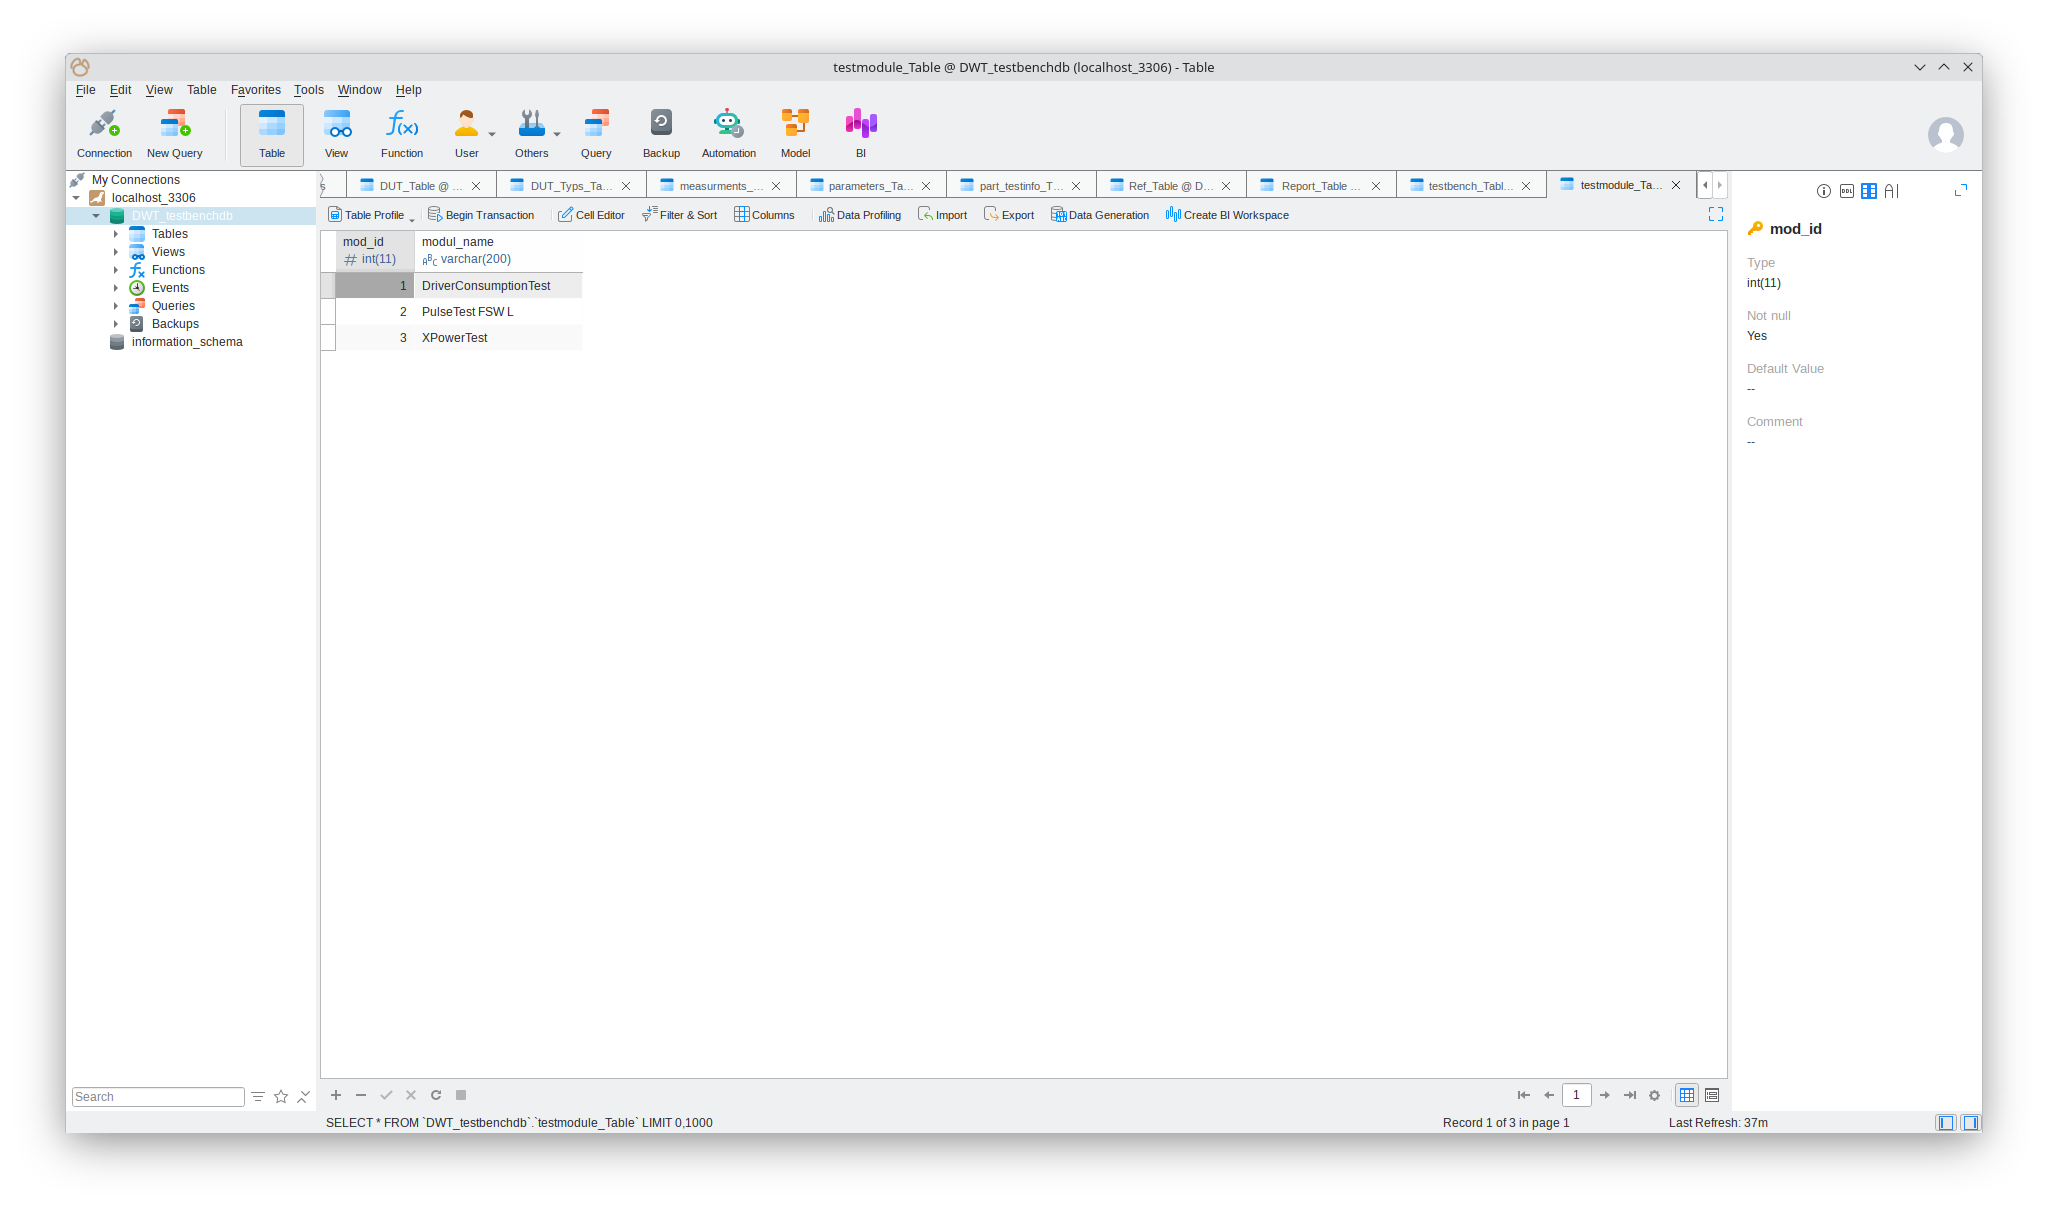 testmodule_Table @ DWT_testbenchdb (localhost_3306) - Table
File Edit View Table Favorites Tools Window Help
Connection New Query Table View Function User Others Query Backup Automation Model BI
My Connections
localhost_3306
DWT_testbenchdb
Tables
Views
Functions
Events
Queries
Backups
information_schema
s DUT_Table @ ... DUT_Typs_Ta... measurments_... parameters_Ta... part_testinfo_T... Ref_Table @ D... Report_Table ... testbench_Tabl... testmodule_Ta...
Table Profile Begin Transaction Cell Editor Filter & Sort Columns Data Profiling Import Export Data Generation Create BI Workspace
mod_id modul_name
# int(11) ABC varchar(200)
1 DriverConsumptionTest
2 PulseTest FSW L
3 XPowerTest
DDL AI
mod_id
Type
int(11)
Not null
Yes
Default Value
--
Comment
--
Search
1
SELECT * FROM `DWT_testbenchdb`.`testmodule_Table` LIMIT 0,1000 Record 1 of 3 in page 1 Last Refresh: 37m